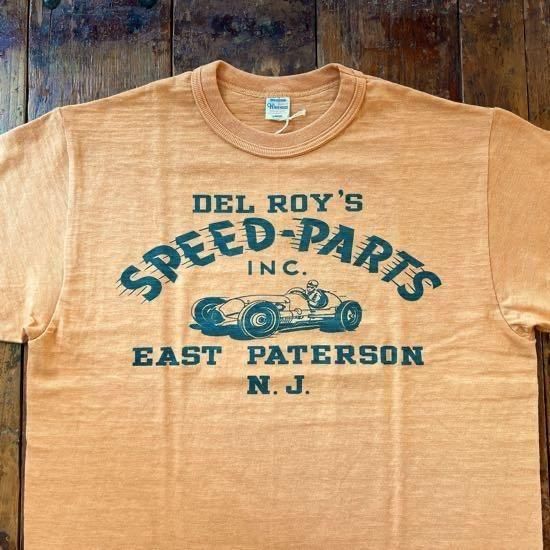 DEL ROY'S
SPEED-PARTS
INC.
EAST PATERSON
N. J.